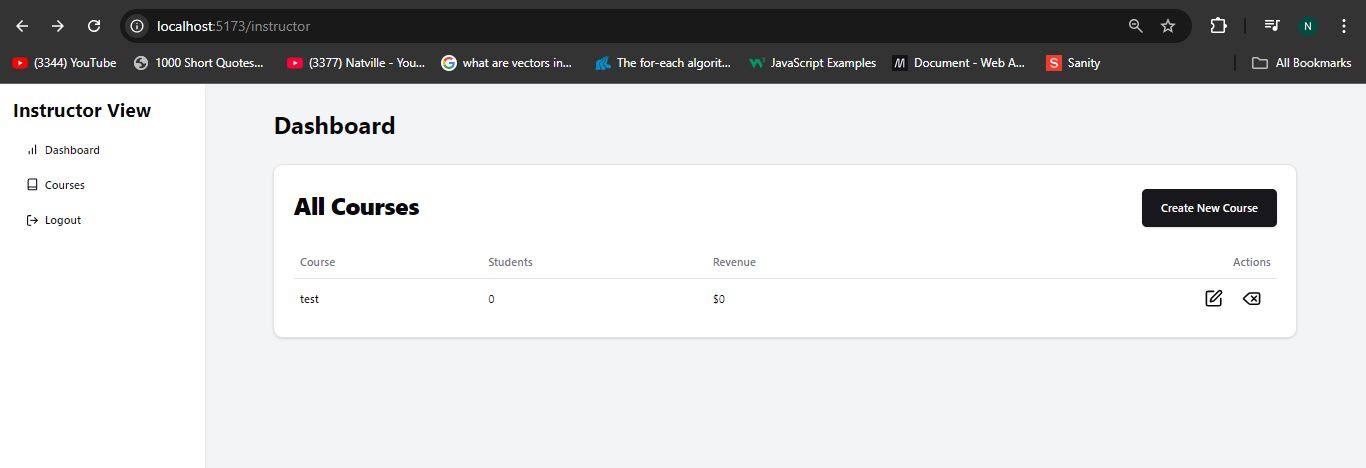 localhost:5173/instructor
N
(3344) YouTube 1000 Short Quotes... (3377) Natville - You... what are vectors in... The for-each algorit... JavaScript Examples Document - Web A... Sanity All Bookmarks
Instructor View
Dashboard
Courses
Logout
Dashboard
All Courses
Create New Course
Course Students Revenue Actions
test 0 $0